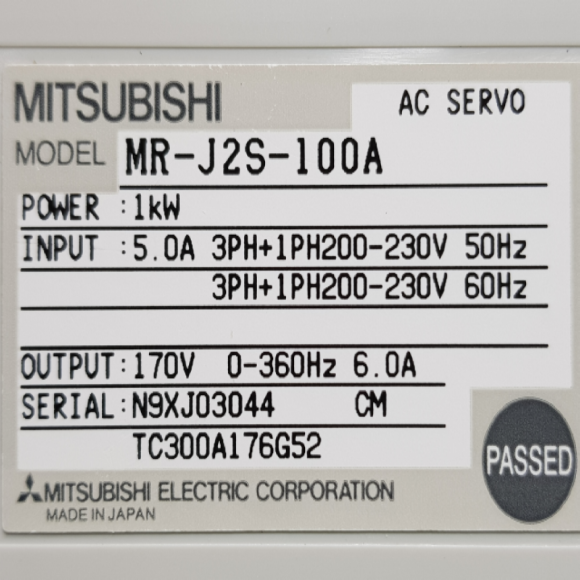 MITSUBISHI AC SERVO
MODEL MR-J2S-100A
POWER :1kW
INPUT :5.0A 3PH+1PH200-230V 50Hz
3PH+1PH200-230V 60Hz
OUTPUT:170V 0-360Hz 6.0A
SERIAL:N9XJ03044 CM
TC300A176G52
PASSED
MITSUBISHI ELECTRIC CORPORATION
MADE IN JAPAN